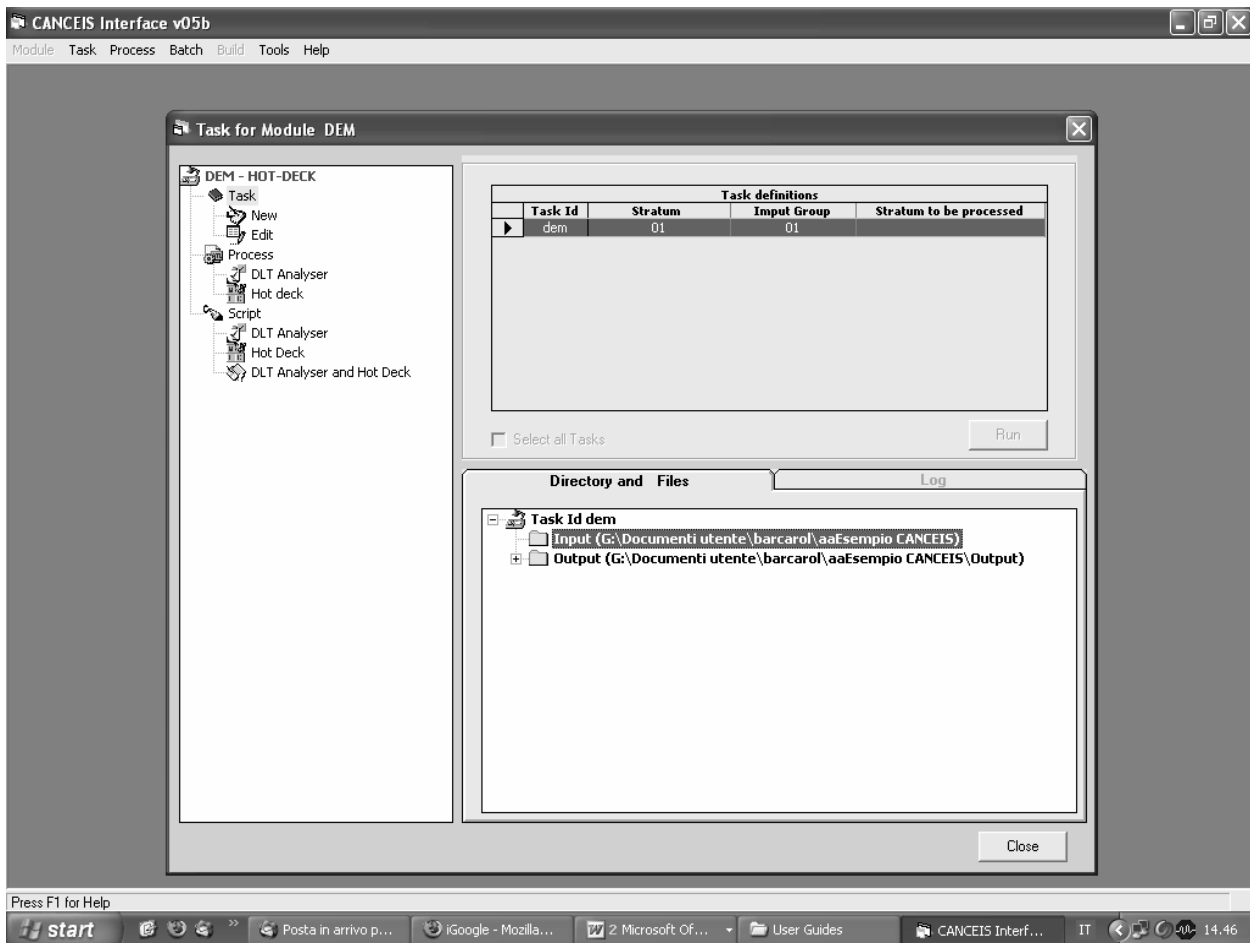 CANCEIS Interface v05b
Module Task Process Batch Build Tools Help
Task for Module DEM
DEM - HOT-DECK
Task
New
Edit
Process
DLT Analyser
Hot deck
Script
DLT Analyser
Hot Deck
DLT Analyser and Hot Deck
Task definitions
Task Id Stratum Imput Group Stratum to be processed
dem 01 01
Select all Tasks
Run
Directory and Files
Log
Task Id dem
Input (G:\Documenti utente\barcarol\aaEsempio CANCEIS)
Output (G:\Documenti utente\barcarol\aaEsempio CANCEIS\Output)
Close
Press F1 for Help
start » Posta in arrivo p... iGoogle - Mozilla... 2 Microsoft Of... User Guides CANCEIS Interf... IT 14.46